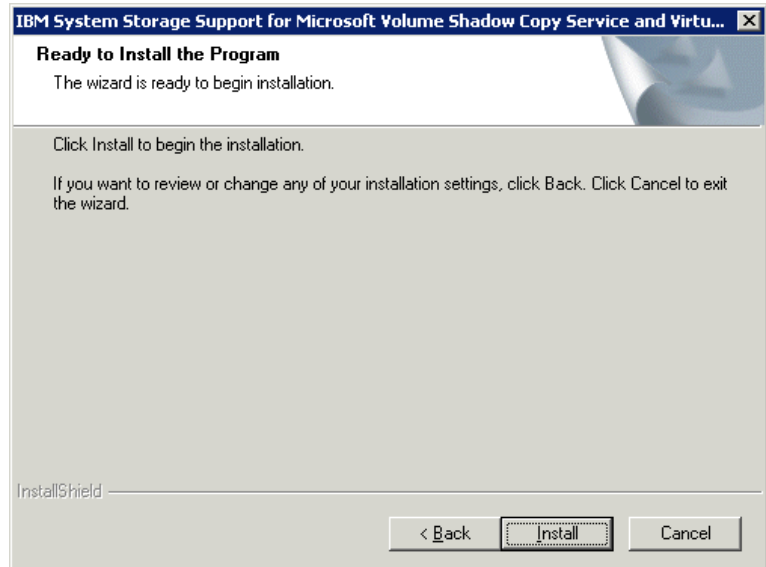 IBM System Storage Support for Microsoft Volume Shadow Copy Service and Virtu...
Ready to Install the Program
The wizard is ready to begin installation.
Click Install to begin the installation.
If you want to review or change any of your installation settings, click Back. Click Cancel to exit
the wizard.
InstallShield
< Back Install Cancel